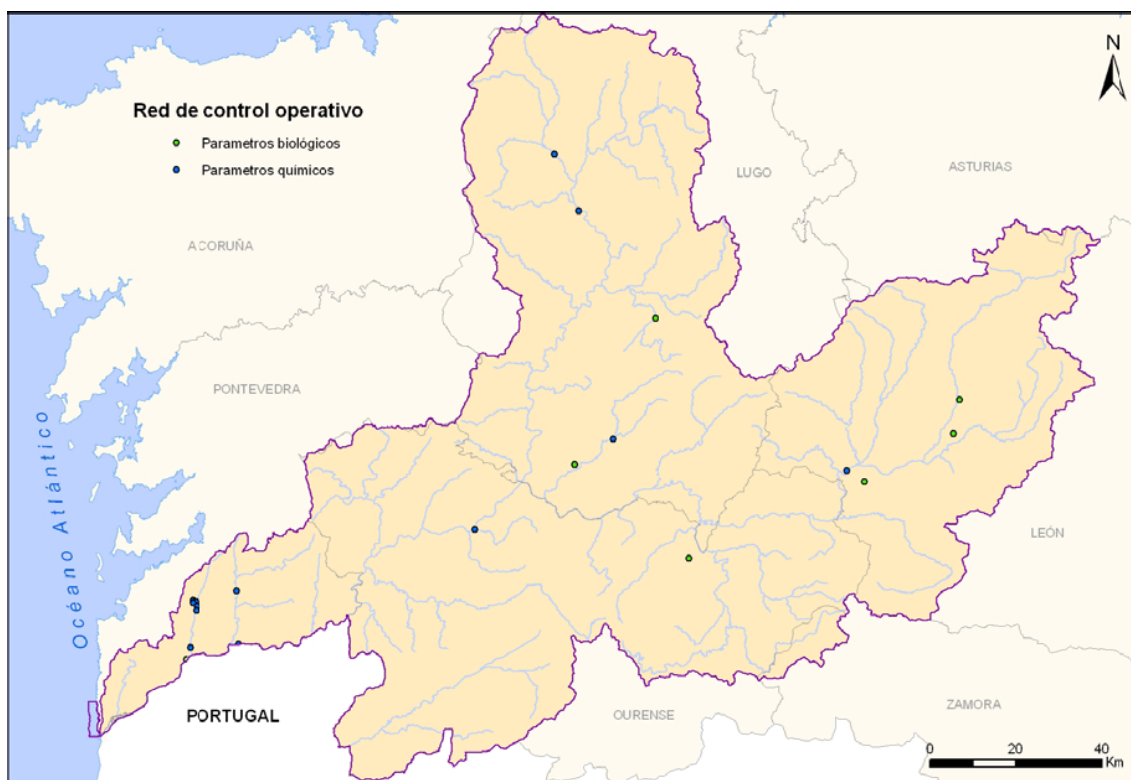 N
Red de control operativo
Parametros biológicos
Parametros químicos
LUGO
ASTURIAS
A CORUÑA
PONTEVEDRA
Océano Atlántico
LEÓN
PORTUGAL
OURENSE
ZAMORA
0 20 40
Km